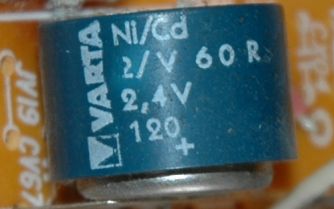 VARTA
Ni/Cd
2/V 60 R
2,4V
120
+